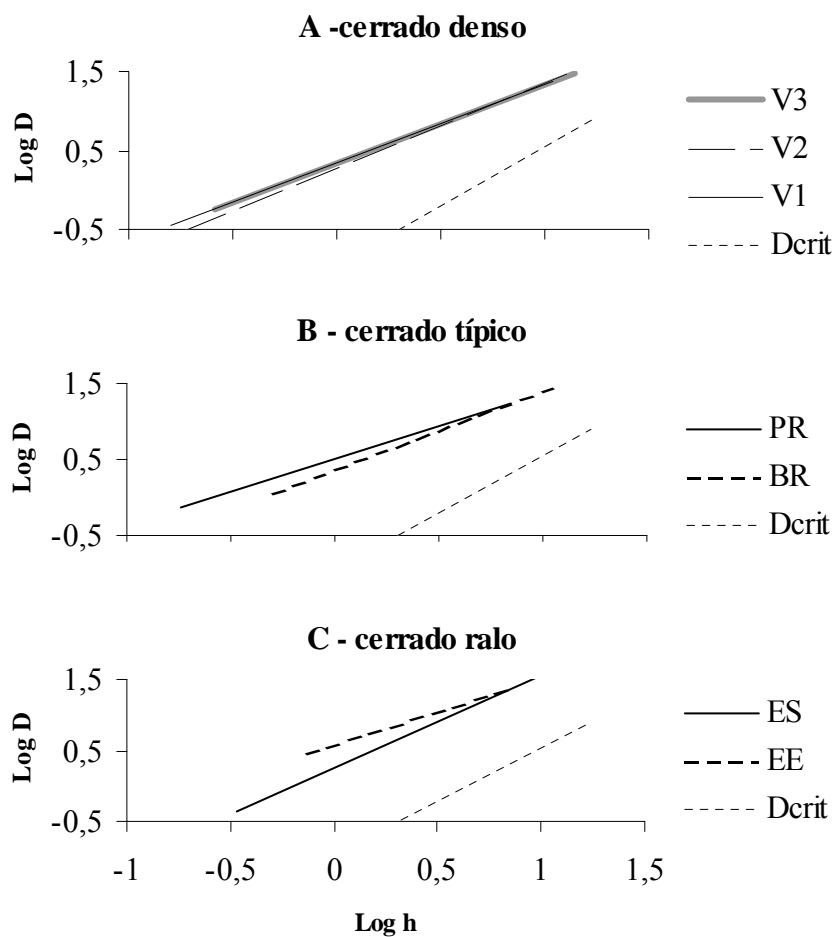 A -cerrado denso
1,5
0,5
-0,5
Log D
V3
V2
V1
Dcrit
B - cerrado típico
1,5
0,5
-0,5
Log D
PR
BR
Dcrit
C - cerrado ralo
1,5
0,5
-0,5
Log D
-1 -0,5 0 0,5 1 1,5
Log h
ES
EE
Dcrit